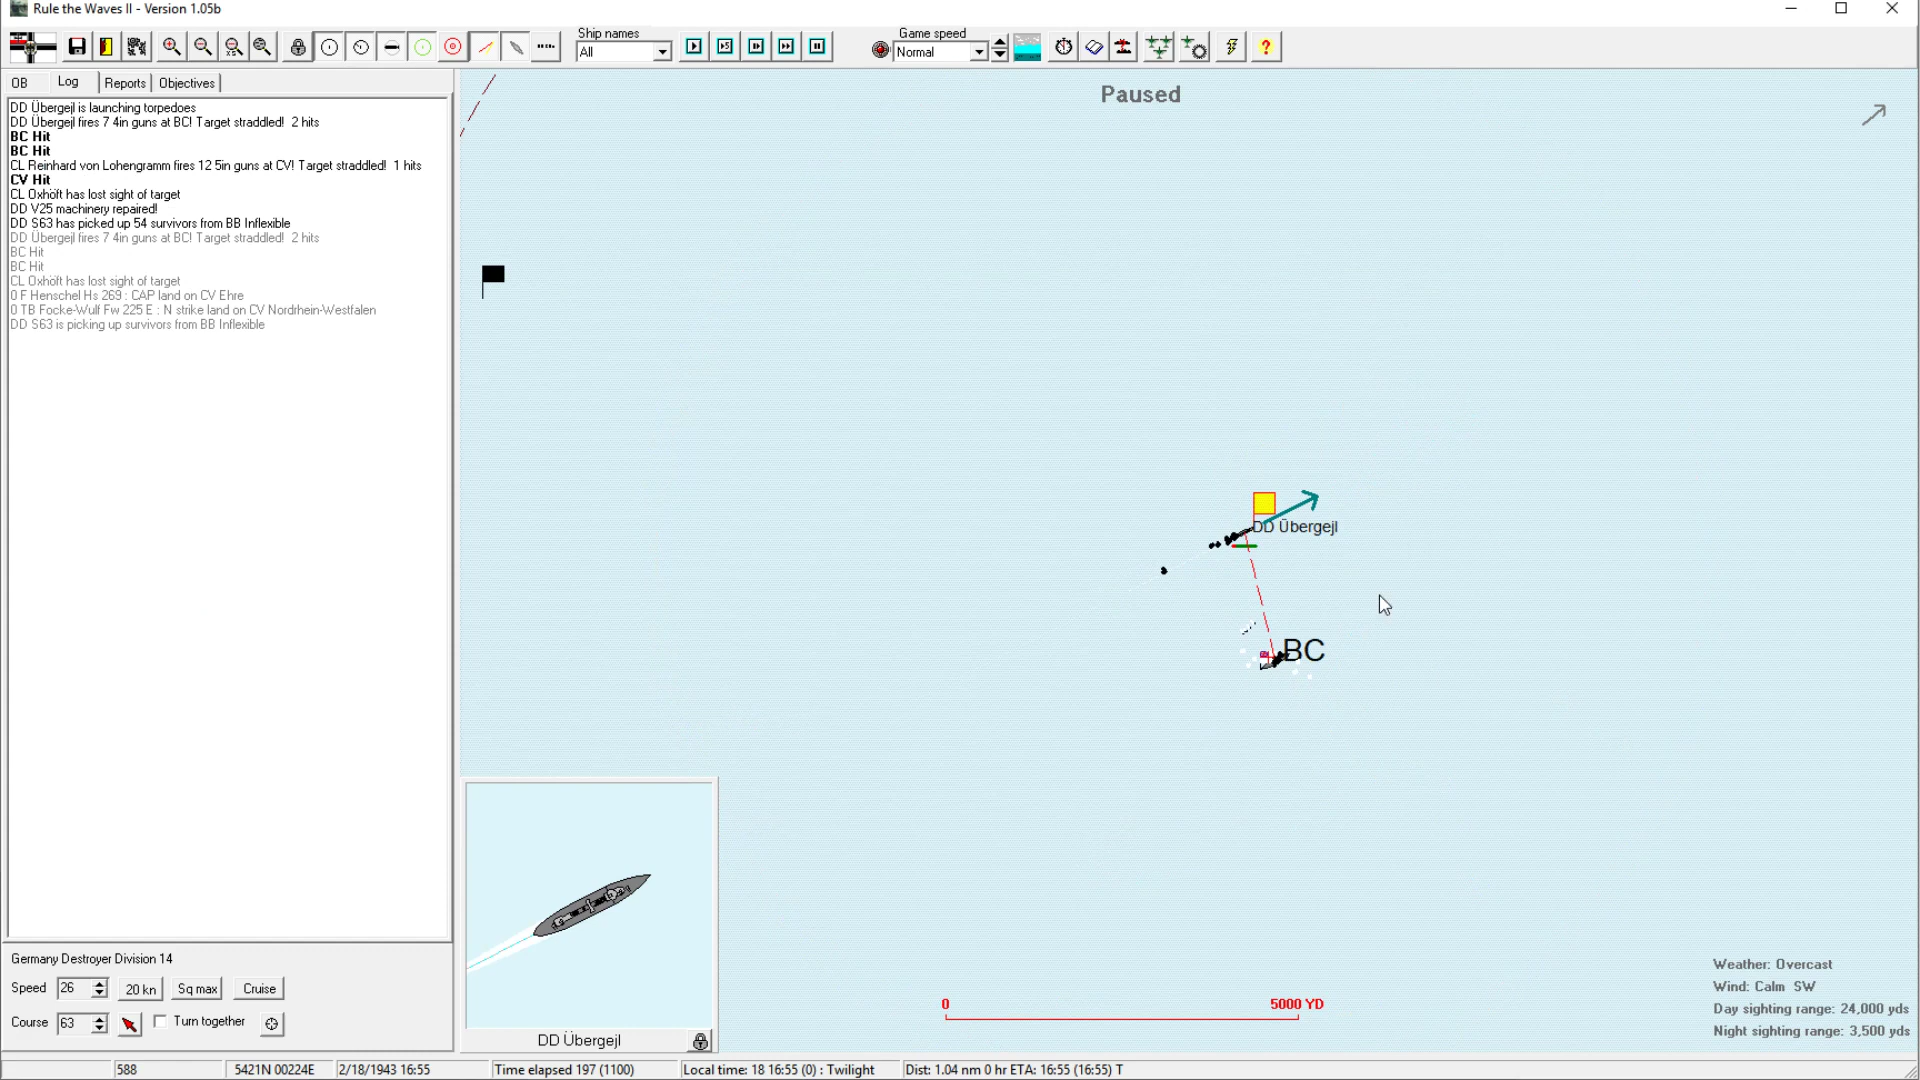 Rule the Waves II - Version 1.05b
Ship names
All
Game speed
Normal
OB
Log
Reports
Objectives
DD Übergejl is launching torpedoes
DD Übergejl fires 7 4in guns at BC! Target straddled!  2 hits
BC Hit
BC Hit
CL Reinhard von Lohengramm fires 12 5in guns at CV! Target straddled!  1 hits
CV Hit
CL Oxhöft has lost sight of target
DD V25 machinery repaired!
DD S63 has picked up 54 survivors from BB Inflexible
DD Übergejl fires 7 4in guns at BC! Target straddled!  2 hits
BC Hit
BC Hit
CL Oxhöft has lost sight of target
0 F Henschel Hs 269 : CAP land on CV Ehre
0 TB Focke-Wulf Fw 225 E : N strike land on CV Nordrhein-Westfalen
DD S63 is picking up survivors from BB Inflexible
Paused
DD Übergejl
BC
0
5000 YD
Weather: Overcast
Wind: Calm  SW
Day sighting range: 24,000 yds
Night sighting range: 3,500 yds
DD Übergejl
Germany Destroyer Division 14
Speed
26
20 kn
Sq max
Cruise
Course
63
Turn together
588
5421N 00224E
2/18/1943 16:55
Time elapsed 197 (1100)
Local time: 18 16:55 (0) : Twilight
Dist: 1.04 nm 0 hr ETA: 16:55 (16:55) T